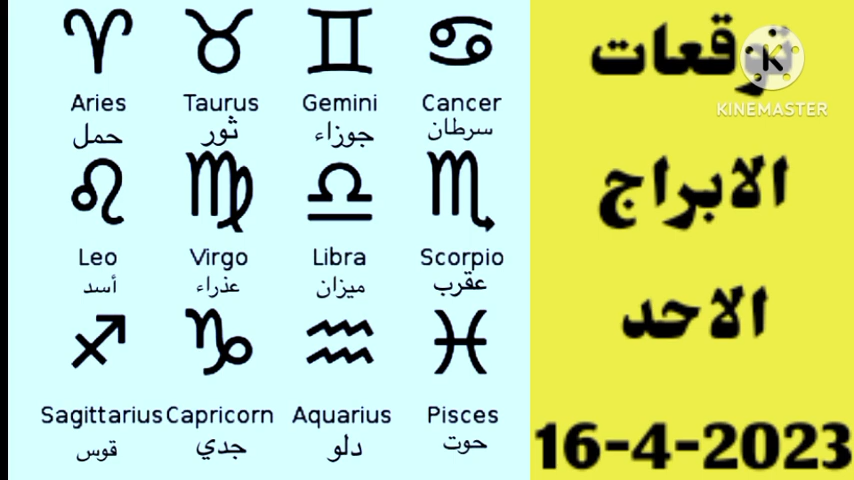 Aries Taurus Gemini Cancer
حمل ثور جوزاء سرطان
Leo Virgo Libra Scorpio
أسد عذراء ميزان عقرب
Sagittarius Capricorn Aquarius Pisces
قوس جدي دلو حوت
توقعات
KINEMASTER
الابراج
الاحد
16-4-2023